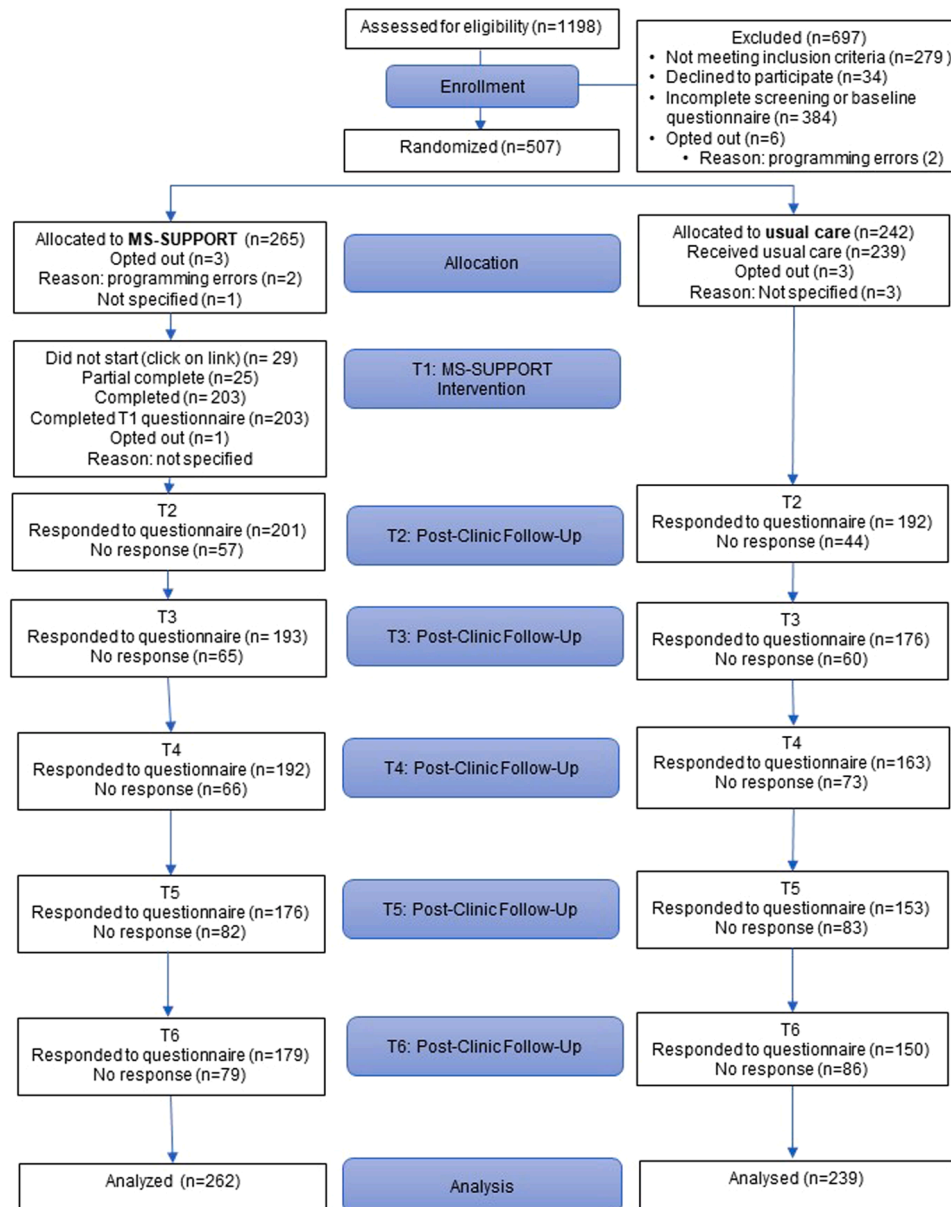 Assessed for eligibility (n=1198)
Excluded (n=697)
• Not meeting inclusion criteria (n=279)
• Declined to participate (n=34)
• Incomplete screening or baseline
questionnaire (n= 384)
• Opted out (n=6)
• Reason: programming errors (2)
Enrollment
Randomized (n=507)
Allocated to MS-SUPPORT (n=265)
Opted out (n=3)
Reason: programming errors (n=2)
Not specified (n=1)
Allocation
Allocated to usual care (n=242)
Received usual care (n=239)
Opted out (n=3)
Reason: Not specified (n=3)
Did not start (click on link) (n= 29)
Partial complete (n=25)
Completed (n= 203)
Completed T1 questionnaire (n=203)
Opted out (n=1)
Reason: not specified
T1: MS-SUPPORT
Intervention
T2
Responded to questionnaire (n=201)
No response (n=57)
T2: Post-Clinic Follow-Up
T2
Responded to questionnaire (n= 192)
No response (n=44)
T3
Responded to questionnaire (n= 193)
No response (n=65)
T3: Post-Clinic Follow-Up
T3
Responded to questionnaire (n=176)
No response (n=60)
T4
Responded to questionnaire (n=192)
No response (n=66)
T4: Post-Clinic Follow-Up
T4
Responded to questionnaire (n=163)
No response (n=73)
T5
Responded to questionnaire (n=176)
No response (n=82)
T5: Post-Clinic Follow-Up
T5
Responded to questionnaire (n=153)
No response (n=83)
T6
Responded to questionnaire (n=179)
No response (n=79)
T6: Post-Clinic Follow-Up
T6
Responded to questionnaire (n=150)
No response (n=86)
Analyzed (n=262)
Analysis
Analysed (n=239)